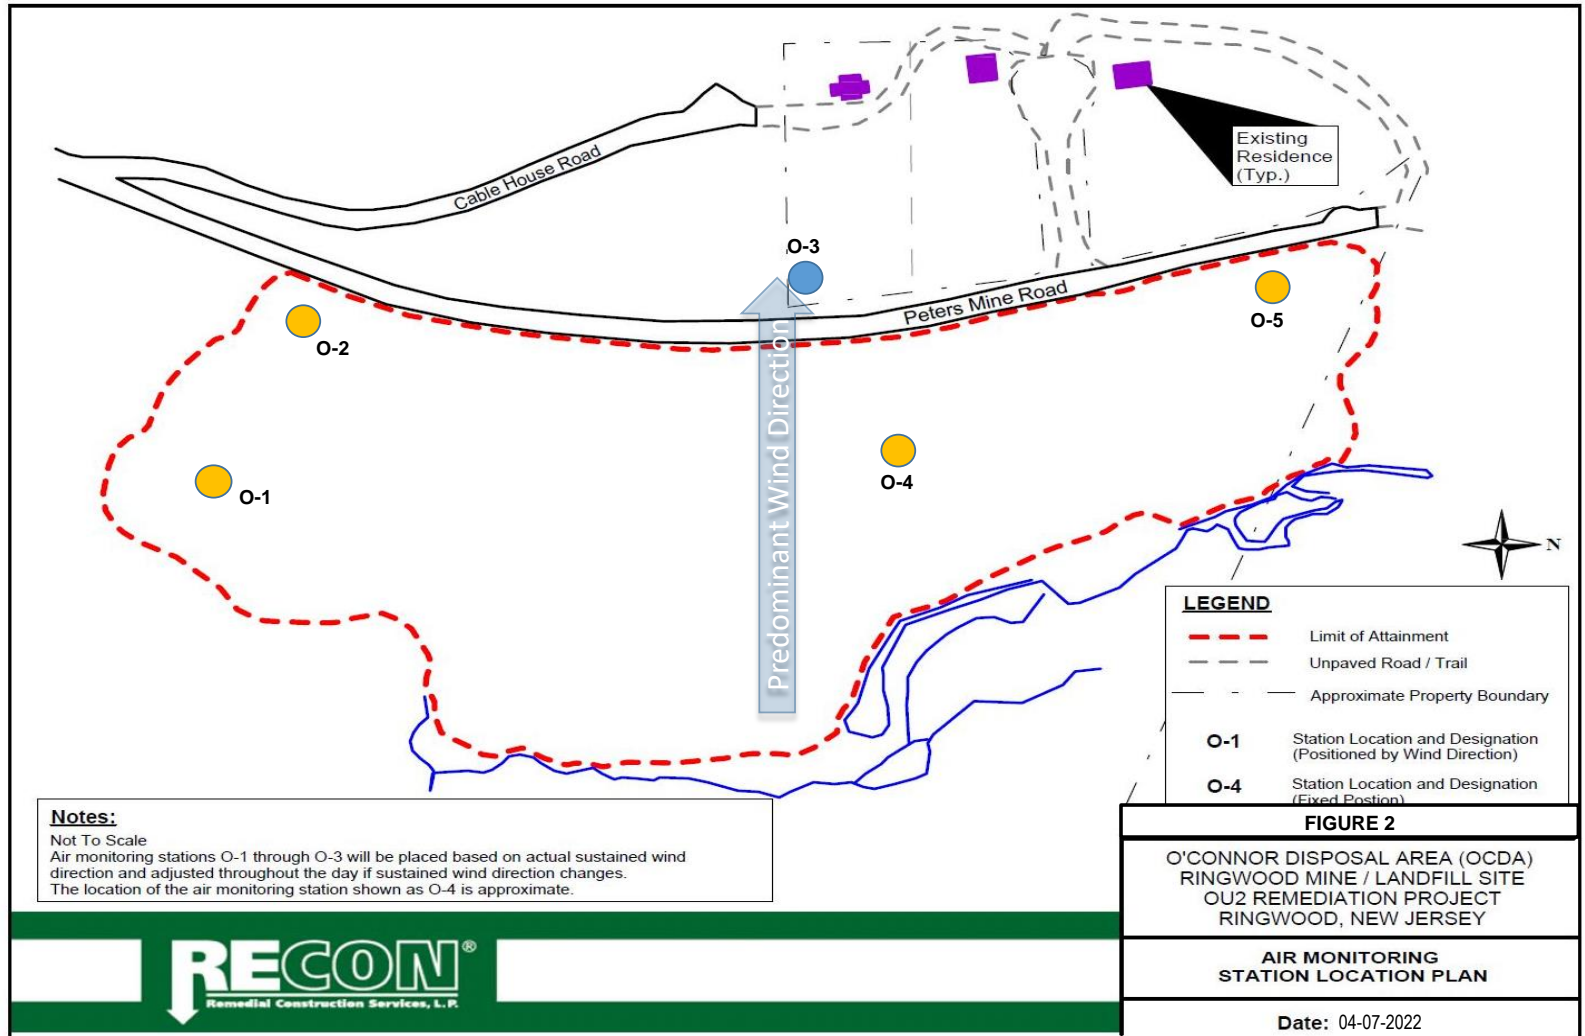 Cable House Road
Existing
Residence
(Typ.)
O-3
Peters Mine Road
O-5
O-2
Predominant Wind Direction
O-4
O-1
N
LEGEND
Limit of Attainment
Unpaved Road / Trail
Approximate Property Boundary
O-1
Station Location and Designation
(Positioned by Wind Direction)
O-4
Station Location and Designation
(Fixed Postion)
Notes:
Not To Scale
Air monitoring stations O-1 through O-3 will be placed based on actual sustained wind
direction and adjusted throughout the day if sustained wind direction changes.
The location of the air monitoring station shown as O-4 is approximate.
FIGURE 2
O'CONNOR DISPOSAL AREA (OCDA)
RINGWOOD MINE / LANDFILL SITE
OU2 REMEDIATION PROJECT
RINGWOOD, NEW JERSEY
AIR MONITORING
STATION LOCATION PLAN
Date: 04-07-2022
RECON®
Remedial Construction Services, L.P.